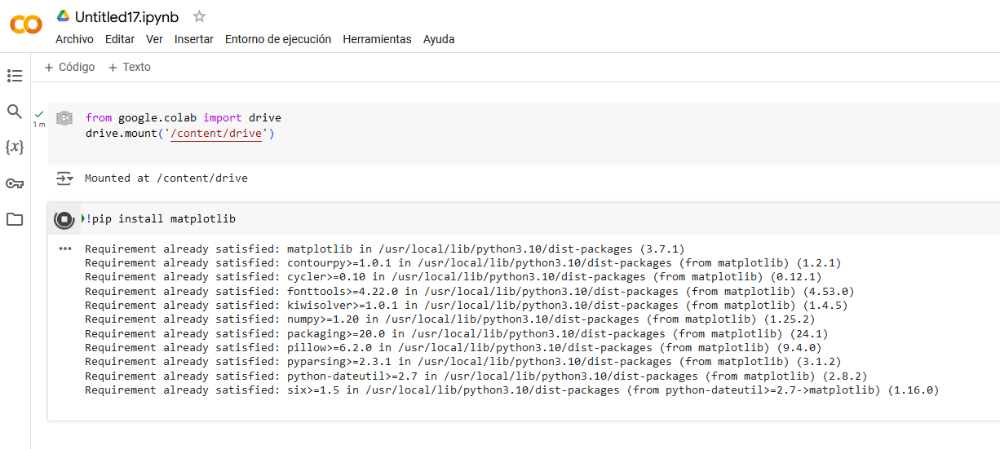 Untitled17.ipynb
Archivo Editar Ver Insertar Entorno de ejecución Herramientas Ayuda
+ Código + Texto
from google.colab import drive
1 m
drive.mount('/content/drive')
{x}
Mounted at /content/drive
!pip install matplotlib
Requirement already satisfied: matplotlib in /usr/local/lib/python3.10/dist-packages (3.7.1)
Requirement already satisfied: contourpy>=1.0.1 in /usr/local/lib/python3.10/dist-packages (from matplotlib) (1.2.1)
Requirement already satisfied: cycler>=0.10 in /usr/local/lib/python3.10/dist-packages (from matplotlib) (0.12.1)
Requirement already satisfied: fonttools>=4.22.0 in /usr/local/lib/python3.10/dist-packages (from matplotlib) (4.53.0)
Requirement already satisfied: kiwisolver>=1.0.1 in /usr/local/lib/python3.10/dist-packages (from matplotlib) (1.4.5)
Requirement already satisfied: numpy>=1.20 in /usr/local/lib/python3.10/dist-packages (from matplotlib) (1.25.2)
Requirement already satisfied: packaging>=20.0 in /usr/local/lib/python3.10/dist-packages (from matplotlib) (24.1)
Requirement already satisfied: pillow>=6.2.0 in /usr/local/lib/python3.10/dist-packages (from matplotlib) (9.4.0)
Requirement already satisfied: pyparsing>=2.3.1 in /usr/local/lib/python3.10/dist-packages (from matplotlib) (3.1.2)
Requirement already satisfied: python-dateutil>=2.7 in /usr/local/lib/python3.10/dist-packages (from matplotlib) (2.8.2)
Requirement already satisfied: six>=1.5 in /usr/local/lib/python3.10/dist-packages (from python-dateutil>=2.7->matplotlib) (1.16.0)